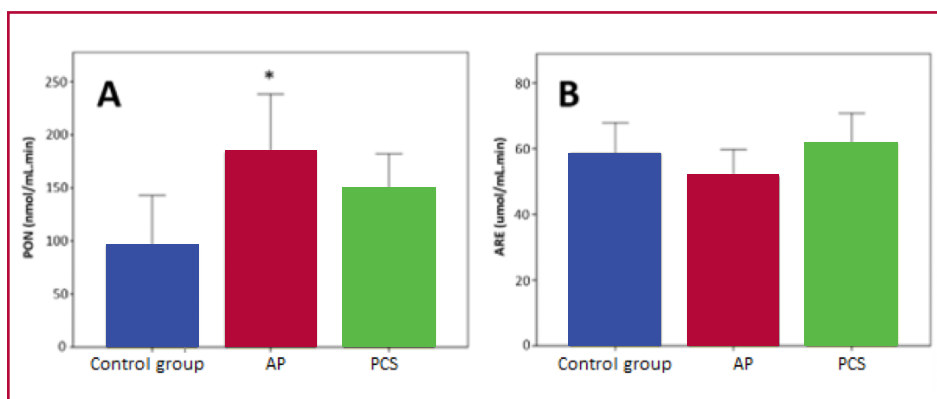 A
*
PON (nmol/mL.min)
250
200
150
100
50
0
Control group
AP
PCS
B
ARE (umol/mL.min)
80
60
40
20
0
Control group
AP
PCS